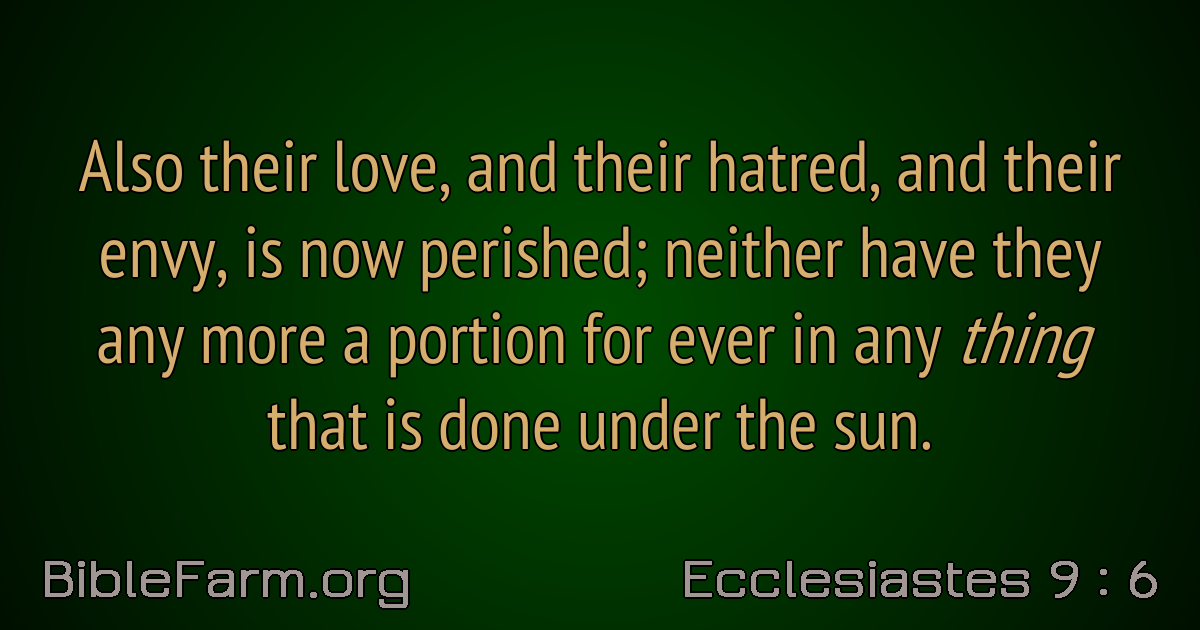 Also their love, and their hatred, and their
envy, is now perished; neither have they
any more a portion for ever in any thing
that is done under the sun.
BibleFarm.org
Ecclesiastes 9 : 6